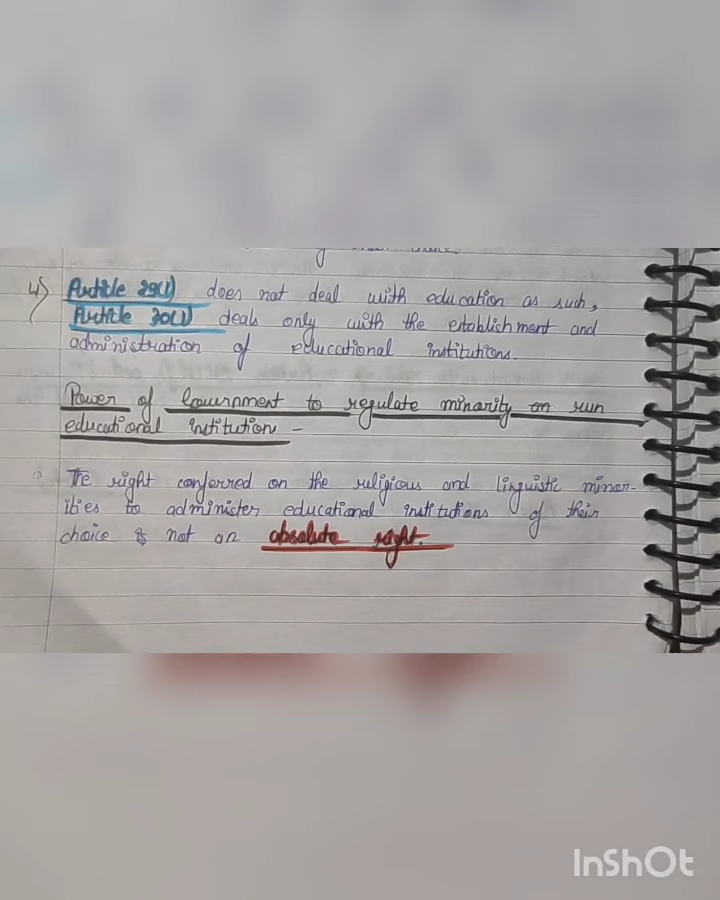 4) Article 29(1) does not deal with education as such,
Article 30(1) deals only with the establishment and
administration of educational institutions.
Power of Government to regulate minority on run
educational institution -
The right conferred on the religious and linguistic minor-
ities to administer educational institutions of their
choice is not an absolute right.
InShOt